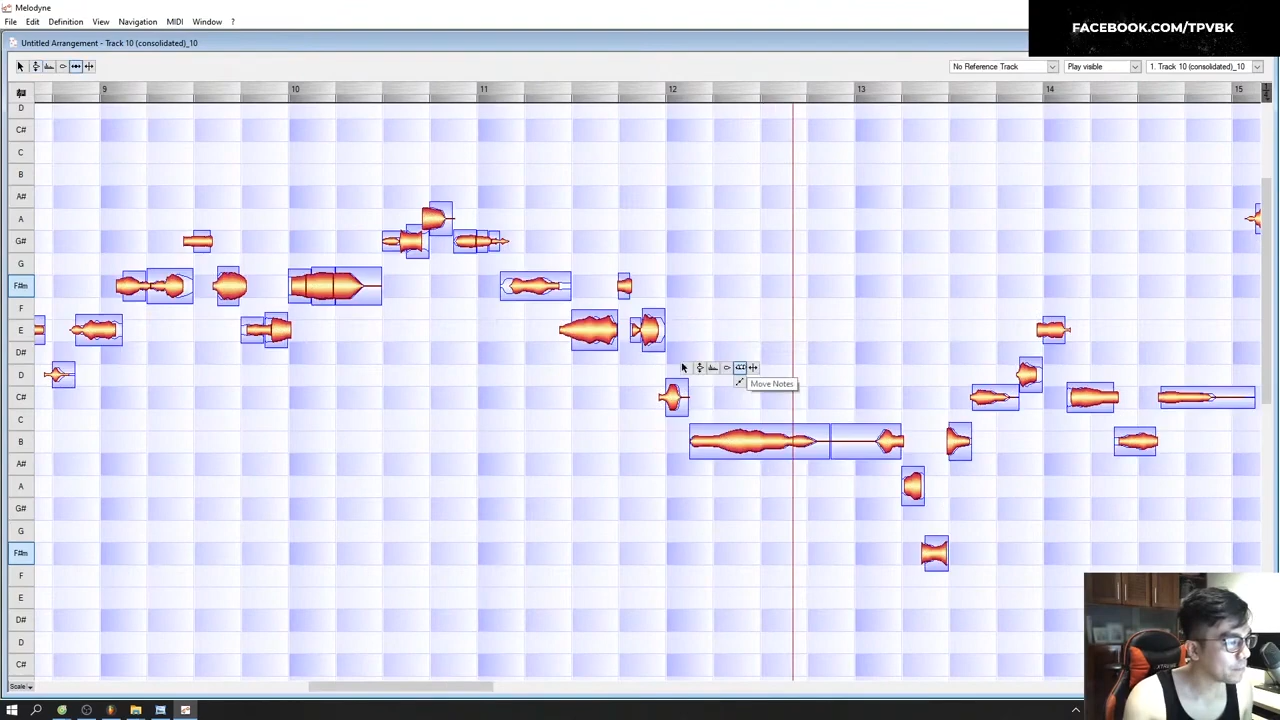 Melodyne
FACEBOOK.COM/TPVBK
File Edit Definition View Navigation MIDI Window ?
Untitled Arrangement - Track 10 (consolidated)_10
No Reference Track Play visible 1. Track 10 (consolidated)_10
9 10 11 12 13 14 15
D
C#
C
B
A#
A
G#
G
F#m
F
E
D#
D
Move Notes
C#
C
B
A#
A
G#
G
F#m
F
E
D#
D
C#
Scale